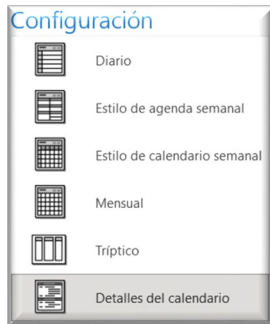 Configuración
Diario
Estilo de agenda semanal
Estilo de calendario semanal
Mensual
Tríptico
Detalles del calendario